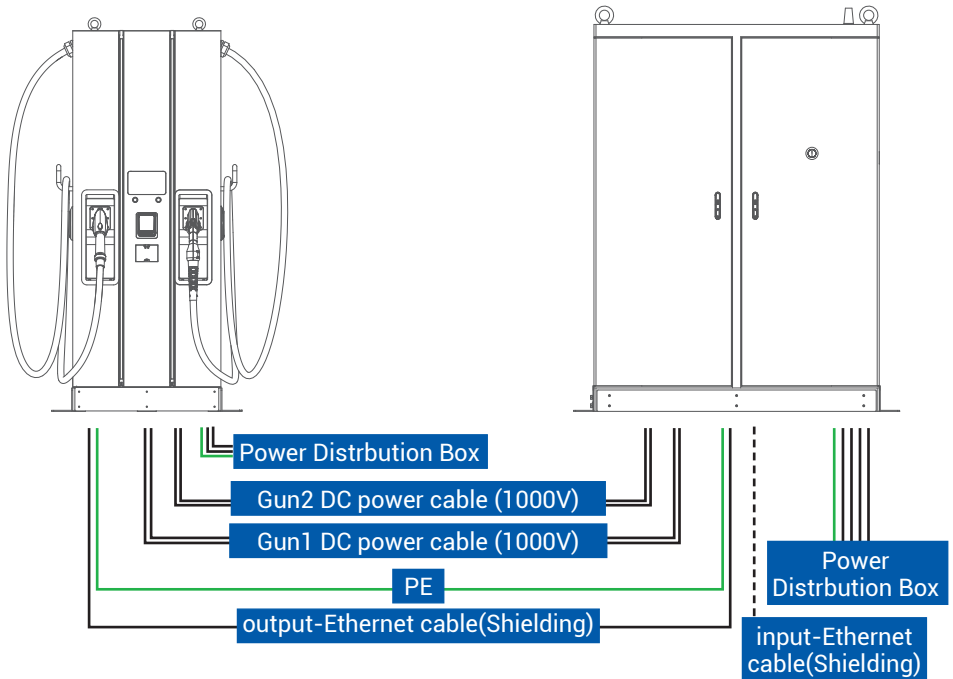 Power Distrbution Box
Gun2 DC power cable (1000V)
Gun1 DC power cable (1000V)
PE
output-Ethernet cable(Shielding)
Power
Distrbution Box
input-Ethernet
cable(Shielding)